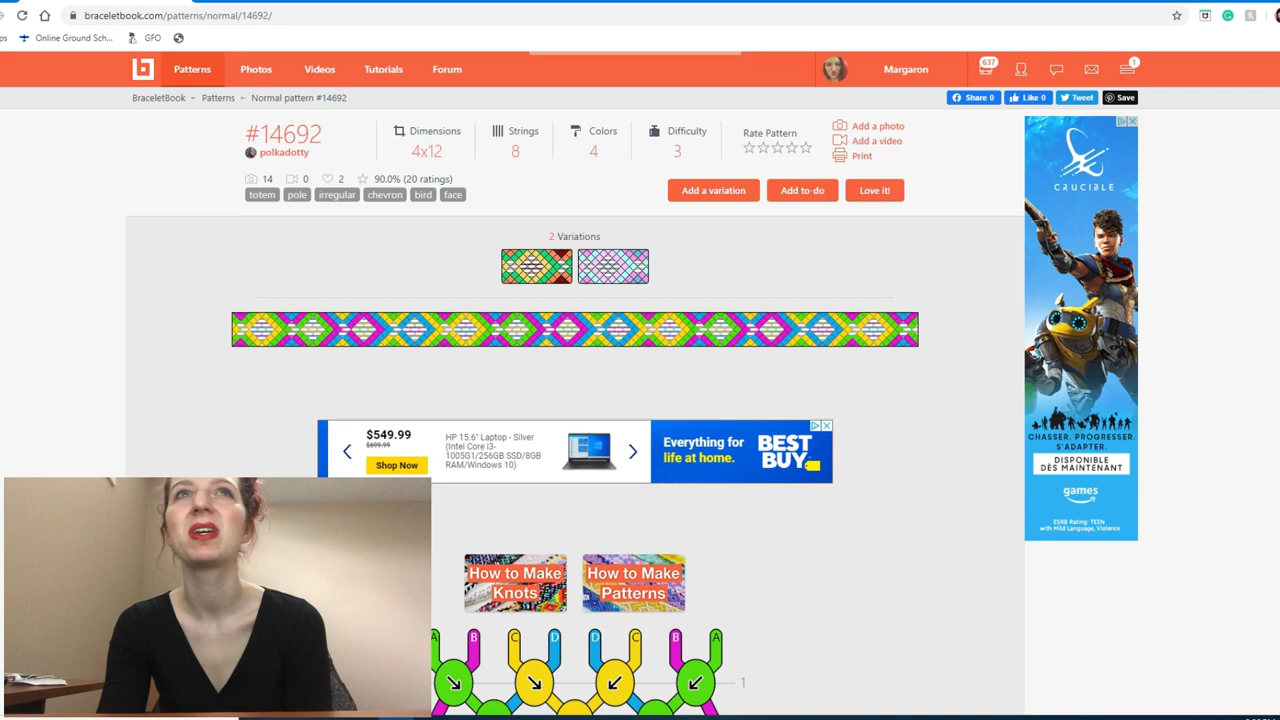 braceletbook.com/patterns/normal/14692/
ps Online Ground Sch... GFO
Patterns Photos Videos Tutorials Forum Margaron 637 1
BraceletBook ← Patterns ← Normal pattern #14692 Share 0 Like 0 Tweet Save
#14692
polkadotty
Dimensions Strings Colors Difficulty
4x12 8 4 3
Rate Pattern
Add a photo
Add a video
Print
14 0 2 90.0% (20 ratings)
totem pole irregular chevron bird face
Add a variation Add to-do Love it!
2 Variations
$549.99
$699.99
Shop Now
HP 15.6" Laptop - Silver
(Intel Core i3-
1005G1/256GB SSD/8GB
RAM/Windows 10)
Everything for
life at home.
BEST
BUY
CRUCIBLE
CHASSER. PROGRESSER.
S'ADAPTER.
DISPONIBLE
DÈS MAINTENANT
amazon games
ESRB Rating: TEEN
with Mild Language, Violence
How to Make
Knots
How to Make
Patterns
A B C D D C B A
1